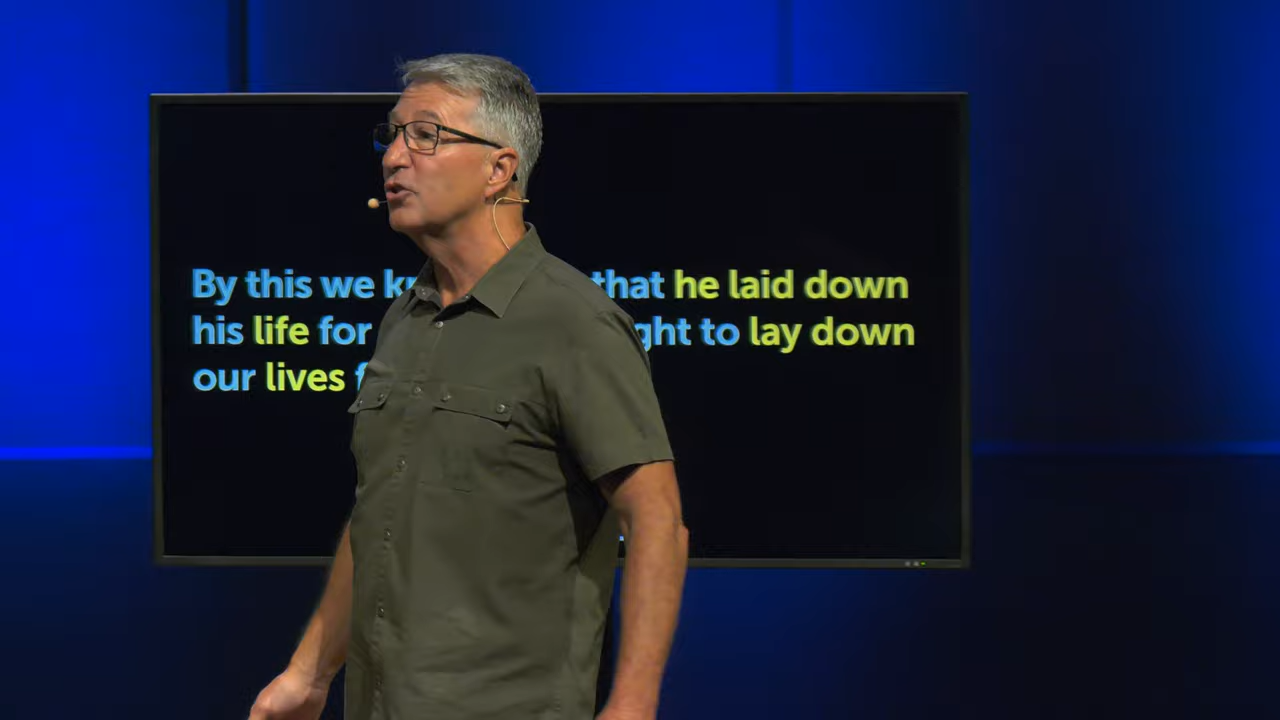 By this we that he laid down
his life for to lay down
our lives